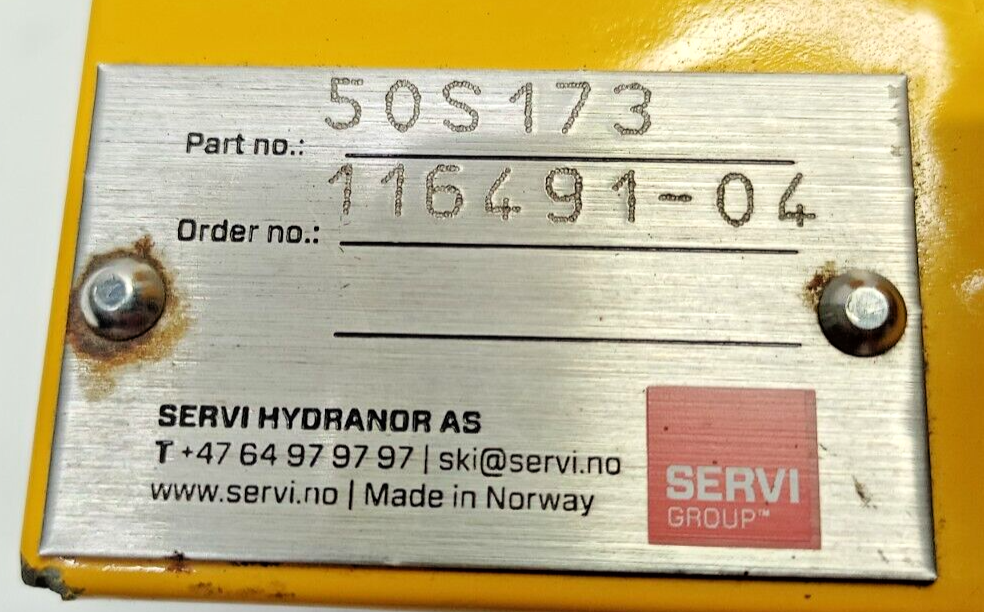 Part no.: 50S173
Order no.: 116491-04
SERVI HYDRANOR AS
T +47 64 97 97 97 | ski@servi.no
www.servi.no | Made in Norway
SERVI
GROUP™